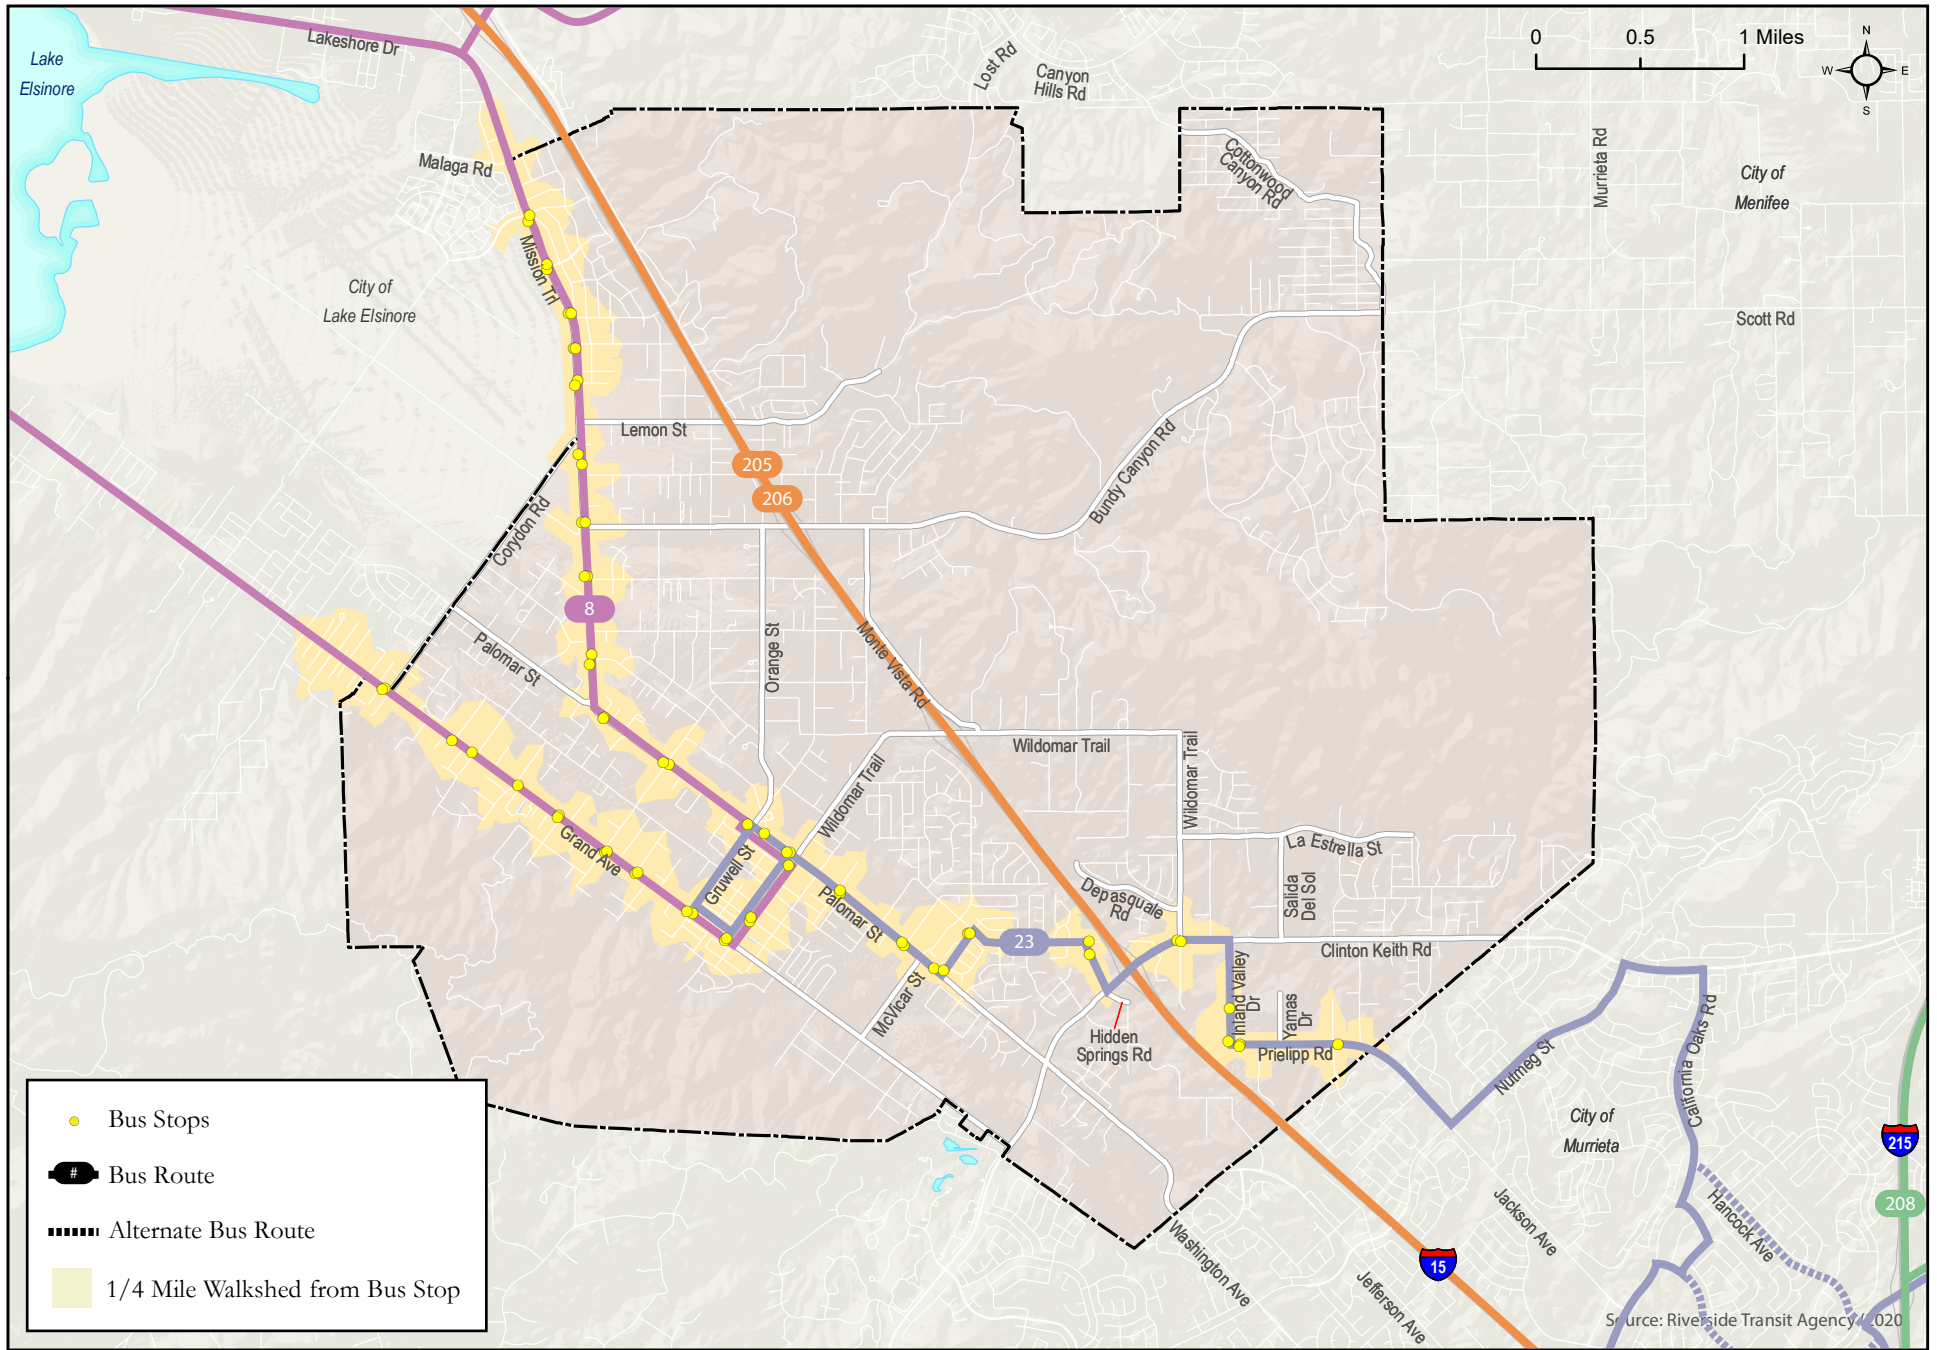 Lake
Elsinore
Lakeshore Dr
Lost Rd
Canyon
Hills Rd
0 0.5 1 Miles
N
W E
S
Malaga Rd
Cottonwood
Canyon Rd
Murrieta Rd
City of
Menifee
Mission Trl
City of
Lake Elsinore
Scott Rd
Lemon St
205
206
Bundy Canyon Rd
Corydon Rd
8
Palomar St
Orange St
Monte Vista Rd
Wildomar Trail
Wildomar Trail
Wildomar Trail
Grand Ave
Gruwell St
La Estrella St
Depasquale
Rd
Salida
Del Sol
Palomar St
23
Clinton Keith Rd
McVicar St
Inland Valley
Dr
Yamas
Dr
Hidden
Springs Rd
Prielipp Rd
Nutmeg St
California Oaks Rd
City of
Murrieta
215
208
Hancock Ave
Jackson Ave
Washington Ave
15
Jefferson Ave
Bus Stops
# Bus Route
Alternate Bus Route
1/4 Mile Walkshed from Bus Stop
Source: Riverside Transit Agency, 2020